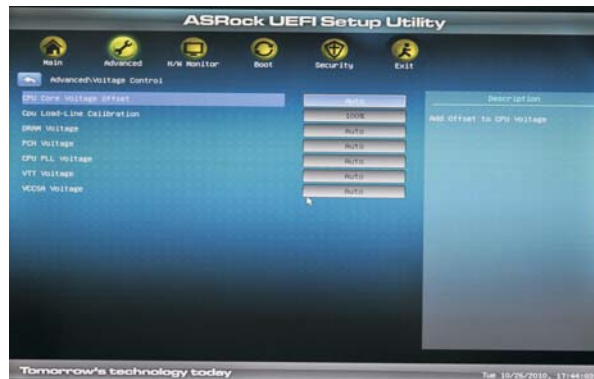 ASRock UEFI Setup Utility
Main Advanced H/W Monitor Boot Security Exit
Advanced\Voltage Control
CPU Core Voltage Offset Auto
Cpu Load-Line Calibration 100%
DRAM Voltage Auto
PCH Voltage Auto
CPU PLL Voltage Auto
VTT Voltage Auto
VCCSA Voltage Auto
Description
Add Offset to CPU Voltage
Tomorrow's technology today
Tue 10/26/2010, 17:44:03